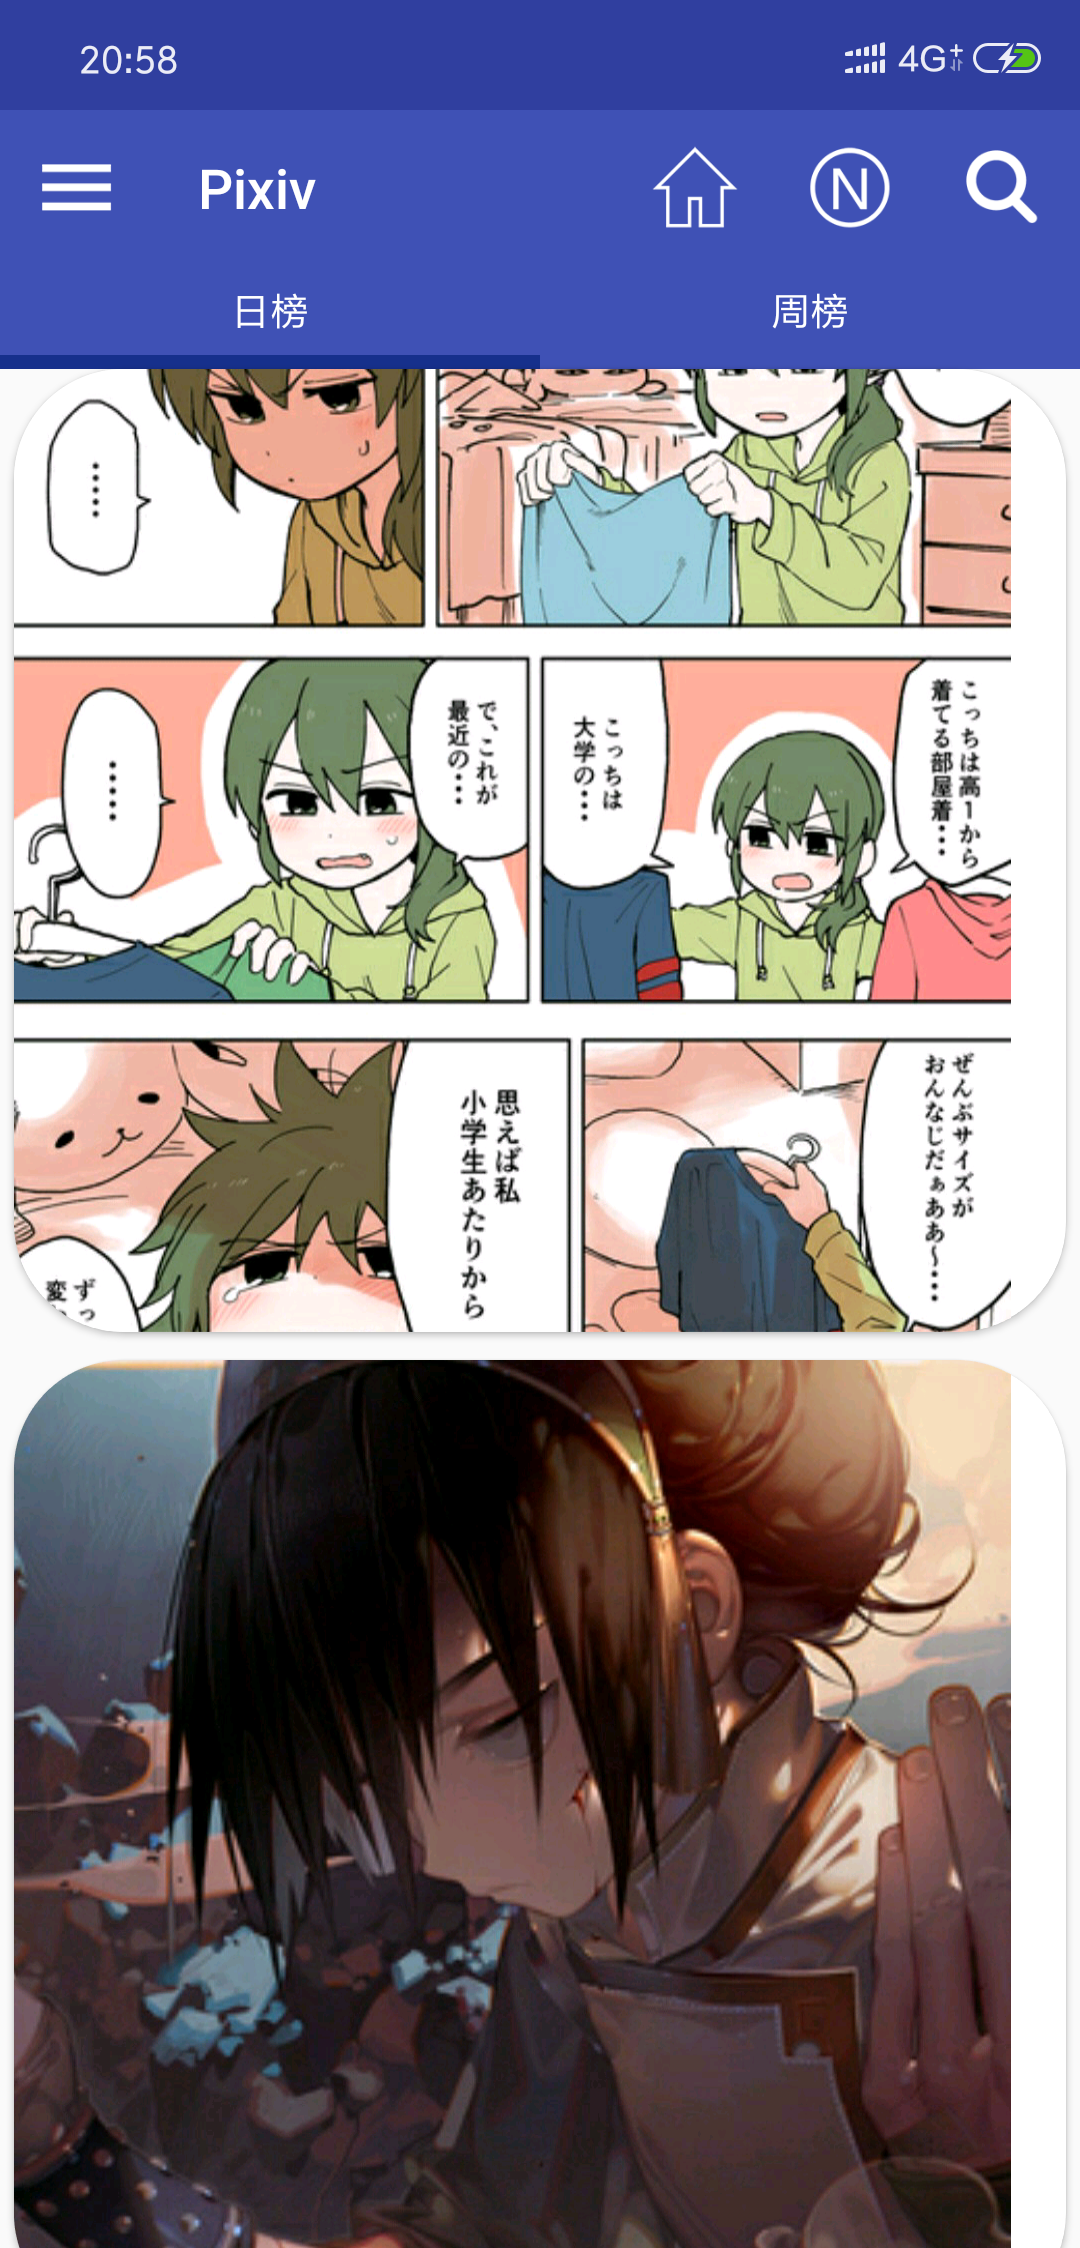 20:58
4G+
Pixiv
N
日榜
周榜
・・・・・
こっちは高1から
着てる部屋着・・・
こっちは
大学の・・・
で、これが
最近の・・・
・・・・・
ぜんぶサイズが
おんなじだぁああ〜・・・
思えば私
小学生あたりから
ずっ
変